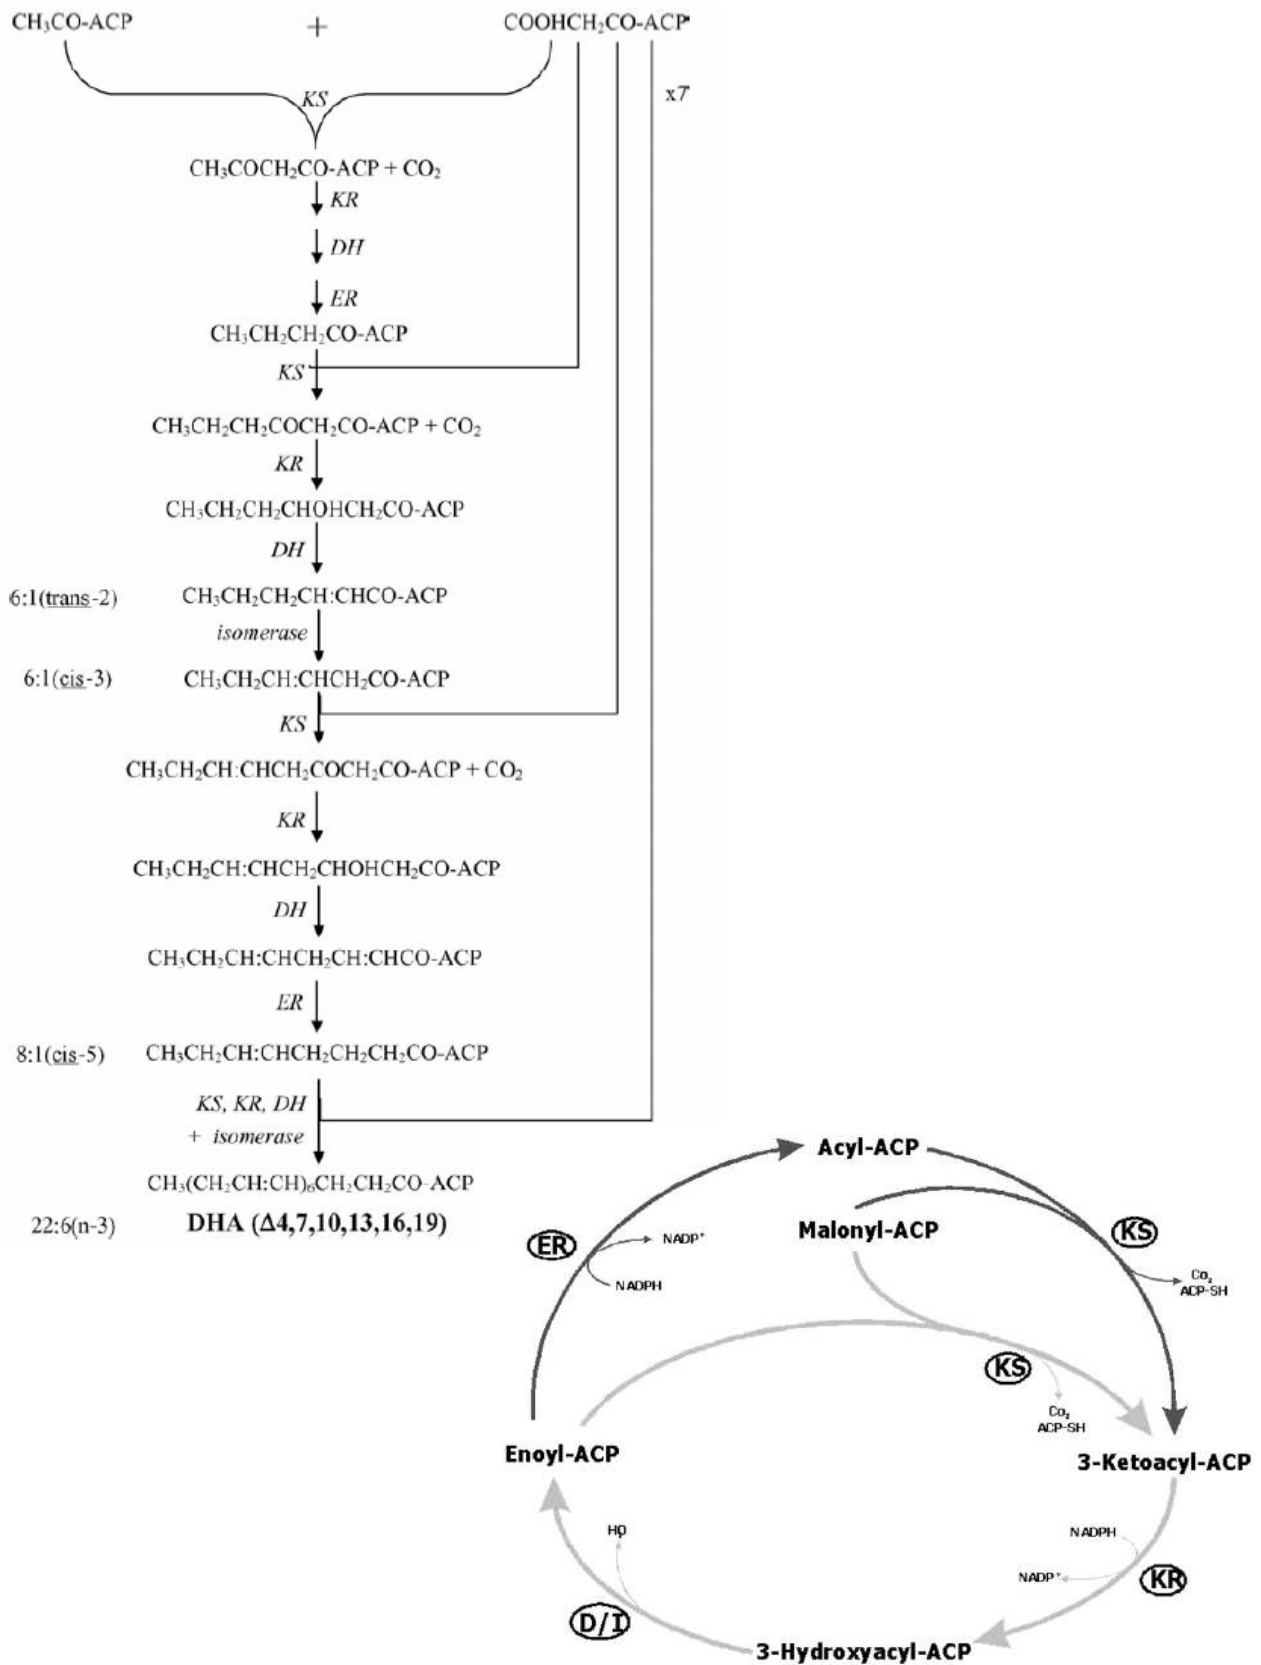 CH₃CO-ACP + COOHCH₂CO-ACP
x7
KS
CH₃COCH₂CO-ACP + CO₂
KR
DH
ER
CH₃CH₂CH₂CO-ACP
KS
CH₃CH₂CH₂COCH₂CO-ACP + CO₂
KR
CH₃CH₂CH₂CHOHCH₂CO-ACP
DH
6:1(trans-2) CH₃CH₂CH₂CH:CHCO-ACP
isomerase
6:1(cis-3) CH₃CH₂CH:CHCH₂CO-ACP
KS
CH₃CH₂CH:CHCH₂COCH₂CO-ACP + CO₂
KR
CH₃CH₂CH:CHCH₂CHOHCH₂CO-ACP
DH
CH₃CH₂CH:CHCH₂CH:CHCO-ACP
ER
8:1(cis-5) CH₃CH₂CH:CHCH₂CH₂CH₂CO-ACP
KS, KR, DH
+ isomerase
CH₃(CH₂CH:CH)₆CH₂CH₂CO-ACP
22:6(n-3) DHA (Δ4,7,10,13,16,19)
Acyl-ACP
Malonyl-ACP
ER
NADP⁺
NADPH
KS
Co₂
ACP-SH
KS
Co₂
ACP-SH
Enoyl-ACP
3-Ketoacyl-ACP
H₂O
NADPH
NADP⁺
KR
D/I
3-Hydroxyacyl-ACP